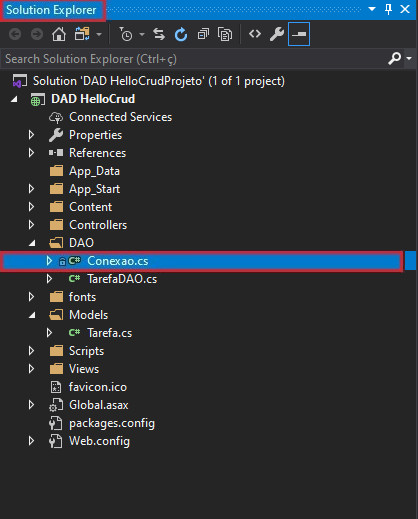 Solution Explorer
Search Solution Explorer (Ctrl+ç)
Solution 'DAD HelloCrudProjeto' (1 of 1 project)
DAD HelloCrud
Connected Services
Properties
References
App_Data
App_Start
Content
Controllers
DAO
C# Conexao.cs
C# TarefaDAO.cs
fonts
Models
C# Tarefa.cs
Scripts
Views
favicon.ico
Global.asax
packages.config
Web.config